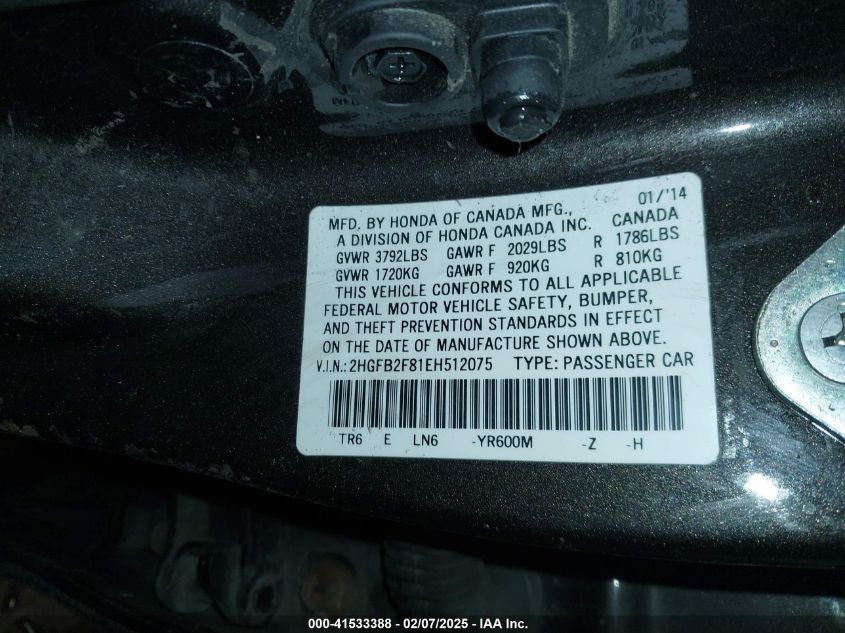 01/'14
MFD. BY HONDA OF CANADA MFG., CANADA
A DIVISION OF HONDA CANADA INC.
GVWR 3792LBS GAWR F 2029LBS R 1786LBS
GVWR 1720KG GAWR F 920KG R 810KG
THIS VEHICLE CONFORMS TO ALL APPLICABLE
FEDERAL MOTOR VEHICLE SAFETY, BUMPER,
AND THEFT PREVENTION STANDARDS IN EFFECT
ON THE DATE OF MANUFACTURE SHOWN ABOVE.
V.I.N.: 2HGFB2F81EH512075 TYPE: PASSENGER CAR
TR6 E LN6 -YR600M -Z -H
000-41533388 - 02/07/2025 - IAA Inc.